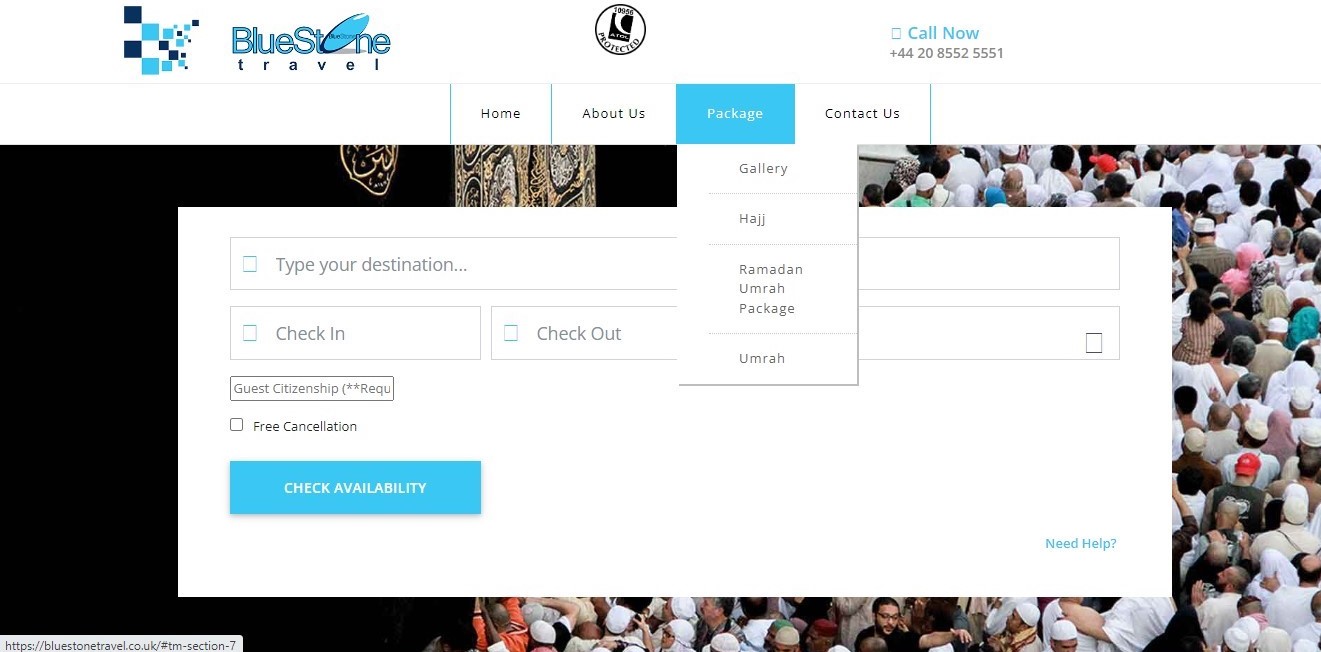 BlueStone
travel
BlueStone
10956
ATOL
PROTECTED
Call Now
+44 20 8552 5551
Home
About Us
Package
Contact Us
Gallery
Hajj
Ramadan
Umrah
Package
Umrah
Type your destination...
Check In
Check Out
Guest Citizenship (**Requ
Free Cancellation
CHECK AVAILABILITY
Need Help?
https://bluestonetravel.co.uk/#tm-section-7